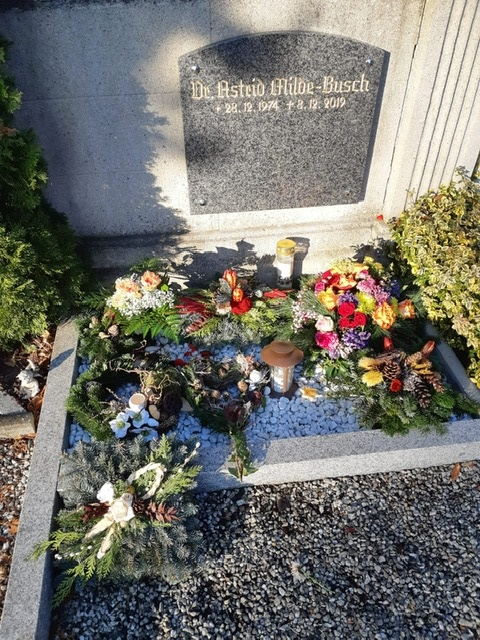 Dr. Astrid Milde-Busch
+ 28. 12. 1974 + 8. 12. 2019